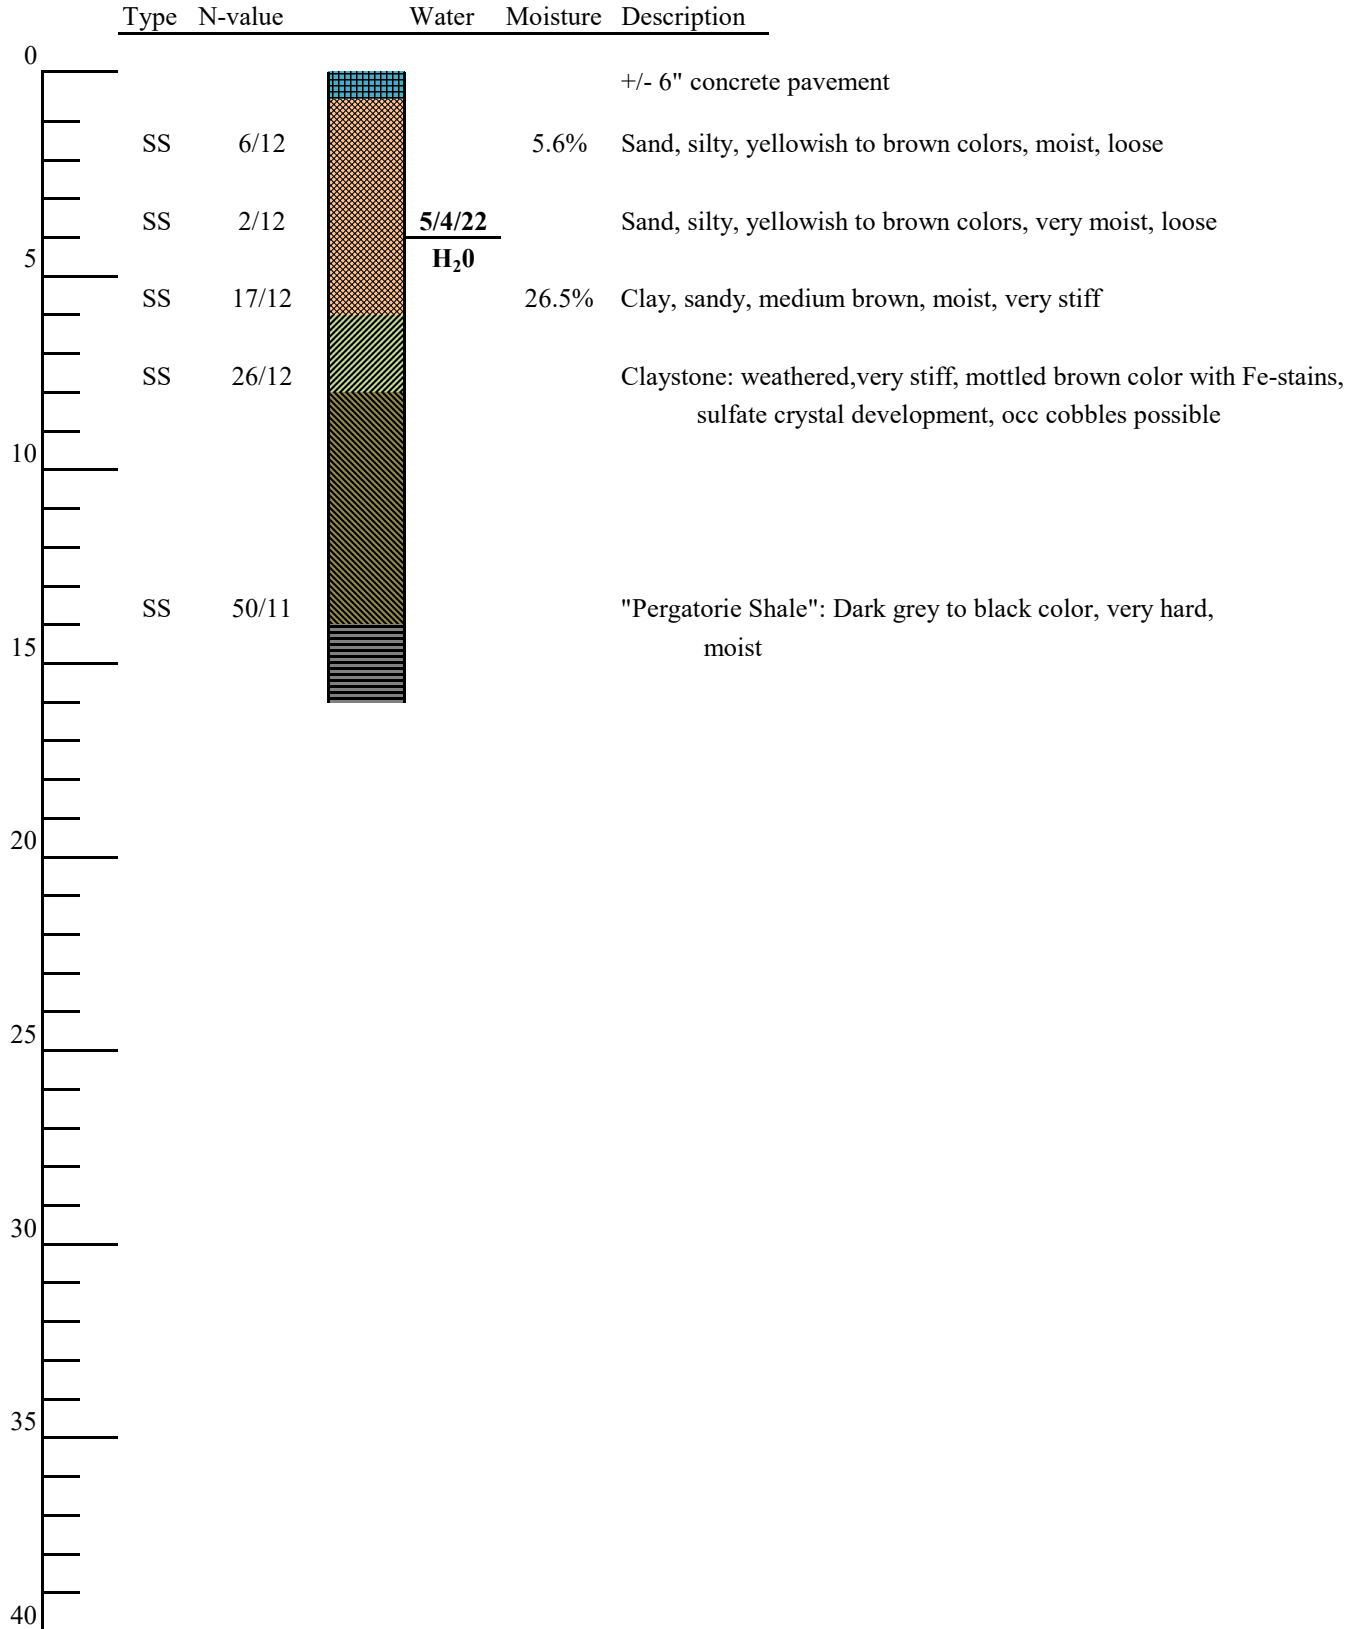 Type N-value Water Moisture Description
0
+/- 6" concrete pavement
SS 6/12 5.6% Sand, silty, yellowish to brown colors, moist, loose
SS 2/12 5/4/22 Sand, silty, yellowish to brown colors, very moist, loose
5 H₂0
SS 17/12 26.5% Clay, sandy, medium brown, moist, very stiff
SS 26/12 Claystone: weathered,very stiff, mottled brown color with Fe-stains,
sulfate crystal development, occ cobbles possible
10
SS 50/11 "Pergatorie Shale": Dark grey to black color, very hard,
15 moist
20
25
30
35
40